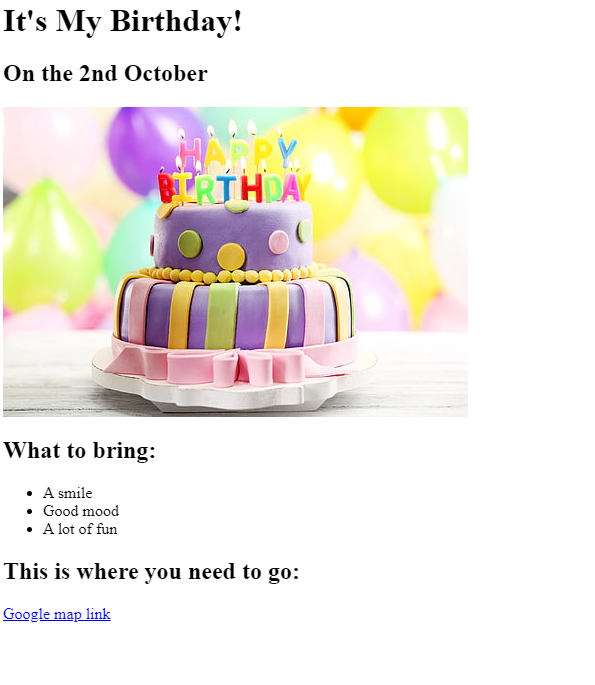 It's My Birthday!
On the 2nd October
HAPPY
BIRTHDAY
What to bring:
A smile
Good mood
A lot of fun
This is where you need to go:
Google map link